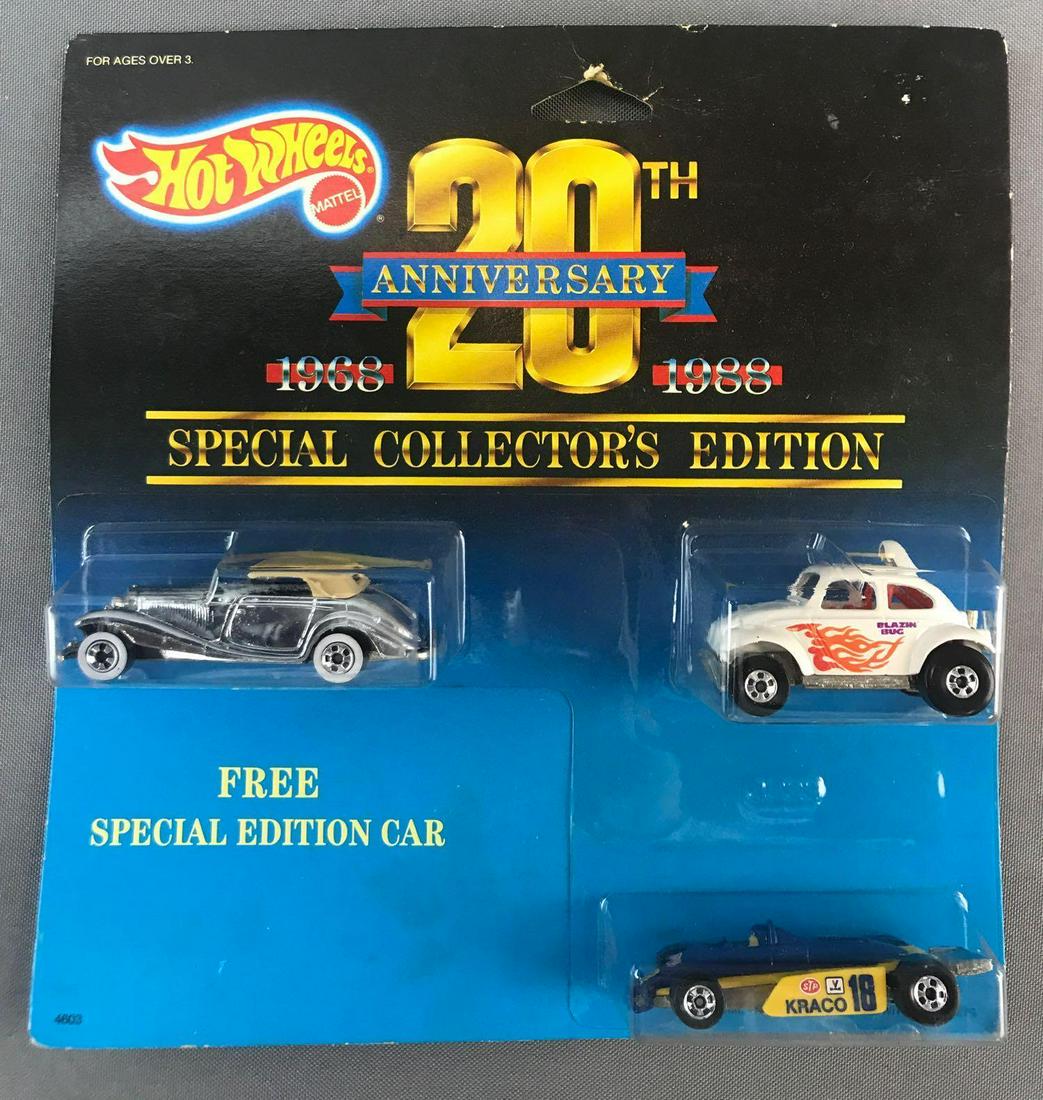 FOR AGES OVER 3.
HOT WHEELS®
MATTEL
®
20TH
ANNIVERSARY
1968 1988
SPECIAL COLLECTOR'S EDITION
BLAZIN
BUG
FREE
SPECIAL EDITION CAR
STP V
KRACO 18
4603